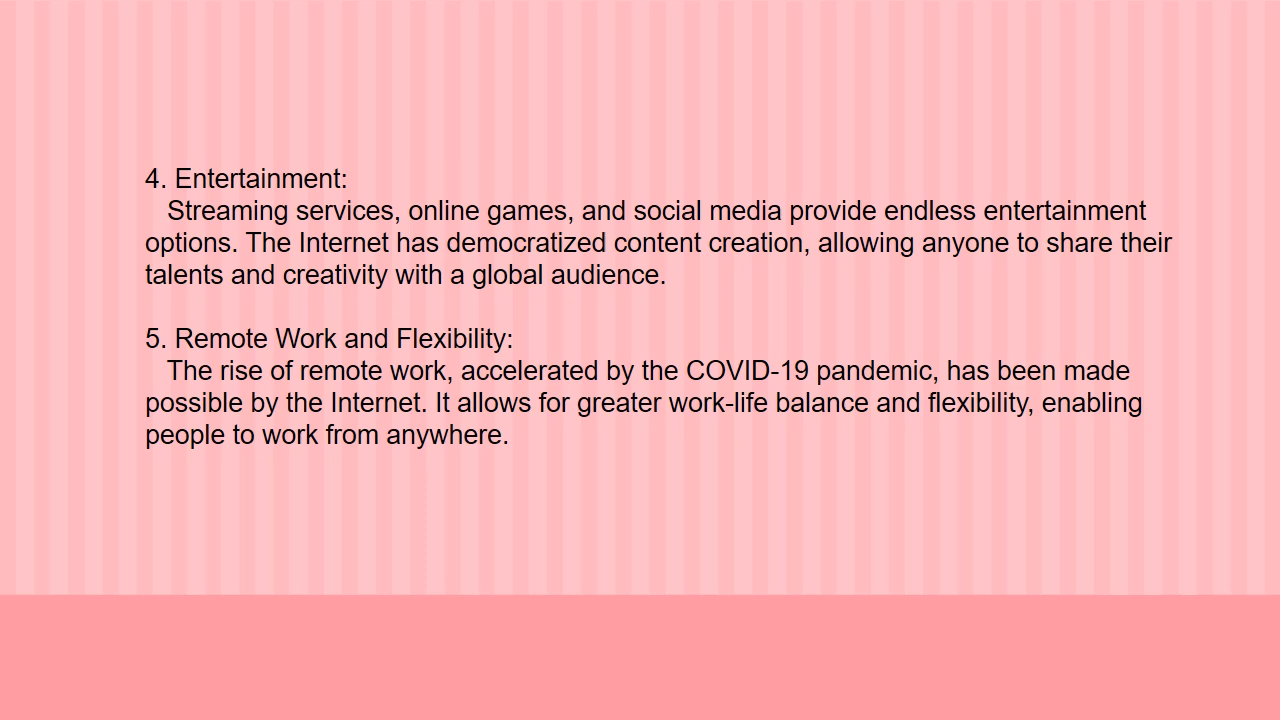 4. Entertainment:
Streaming services, online games, and social media provide endless entertainment
options. The Internet has democratized content creation, allowing anyone to share their
talents and creativity with a global audience.
5. Remote Work and Flexibility:
The rise of remote work, accelerated by the COVID-19 pandemic, has been made
possible by the Internet. It allows for greater work-life balance and flexibility, enabling
people to work from anywhere.